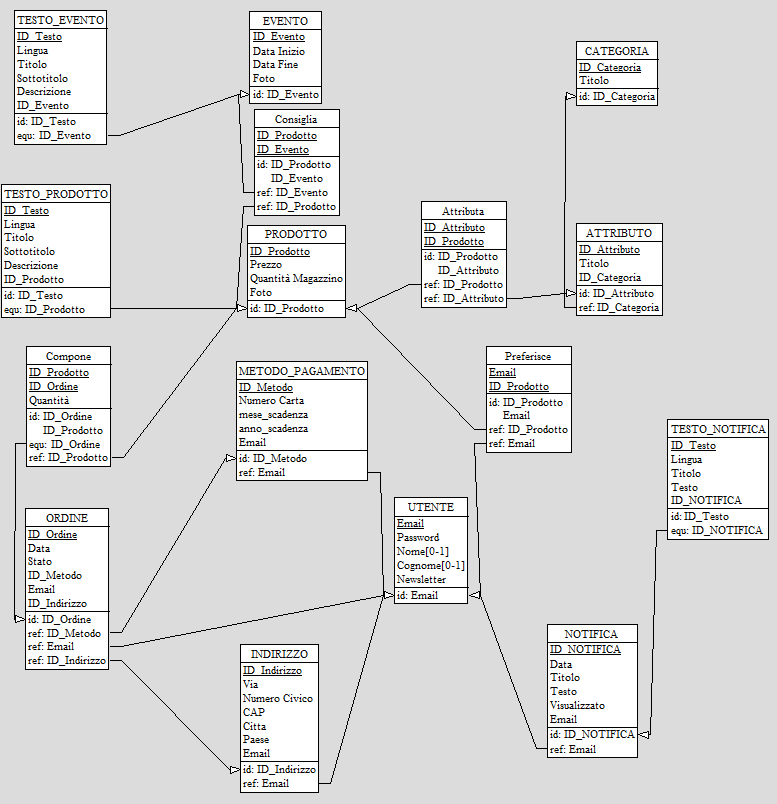 TESTO_EVENTO
ID_Testo
Lingua
Titolo
Sottotitolo
Descrizione
ID_Evento
id: ID_Testo
equ: ID_Evento
EVENTO
ID_Evento
Data Inizio
Data Fine
Foto
id: ID_Evento
CATEGORIA
ID_Categoria
Titolo
id: ID_Categoria
Consiglia
ID_Prodotto
ID_Evento
id: ID_Prodotto
ID_Evento
ref: ID_Evento
ref: ID_Prodotto
TESTO_PRODOTTO
ID_Testo
Lingua
Titolo
Sottotitolo
Descrizione
ID_Prodotto
id: ID_Testo
equ: ID_Prodotto
PRODOTTO
ID_Prodotto
Prezzo
Quantità Magazzino
Foto
id: ID_Prodotto
Attributa
ID_Attributo
ID_Prodotto
id: ID_Prodotto
ID_Attributo
ref: ID_Prodotto
ref: ID_Attributo
ATTRIBUTO
ID_Attributo
Titolo
ID_Categoria
id: ID_Attributo
ref: ID_Categoria
Compone
ID_Prodotto
ID_Ordine
Quantità
id: ID_Ordine
ID_Prodotto
equ: ID_Ordine
ref: ID_Prodotto
METODO_PAGAMENTO
ID_Metodo
Numero Carta
mese_scadenza
anno_scadenza
Email
id: ID_Metodo
ref: Email
Preferisce
Email
ID_Prodotto
id: ID_Prodotto
Email
ref: ID_Prodotto
ref: Email
TESTO_NOTIFICA
ID_Testo
Lingua
Titolo
Testo
ID_NOTIFICA
id: ID_Testo
equ: ID_NOTIFICA
ORDINE
ID_Ordine
Data
Stato
ID_Metodo
Email
ID_Indirizzo
id: ID_Ordine
ref: ID_Metodo
ref: Email
ref: ID_Indirizzo
UTENTE
Email
Password
Nome[0-1]
Cognome[0-1]
Newsletter
id: Email
INDIRIZZO
ID_Indirizzo
Via
Numero Civico
CAP
Citta
Paese
Email
id: ID_Indirizzo
ref: Email
NOTIFICA
ID_NOTIFICA
Data
Titolo
Testo
Visualizzato
Email
id: ID_NOTIFICA
ref: Email